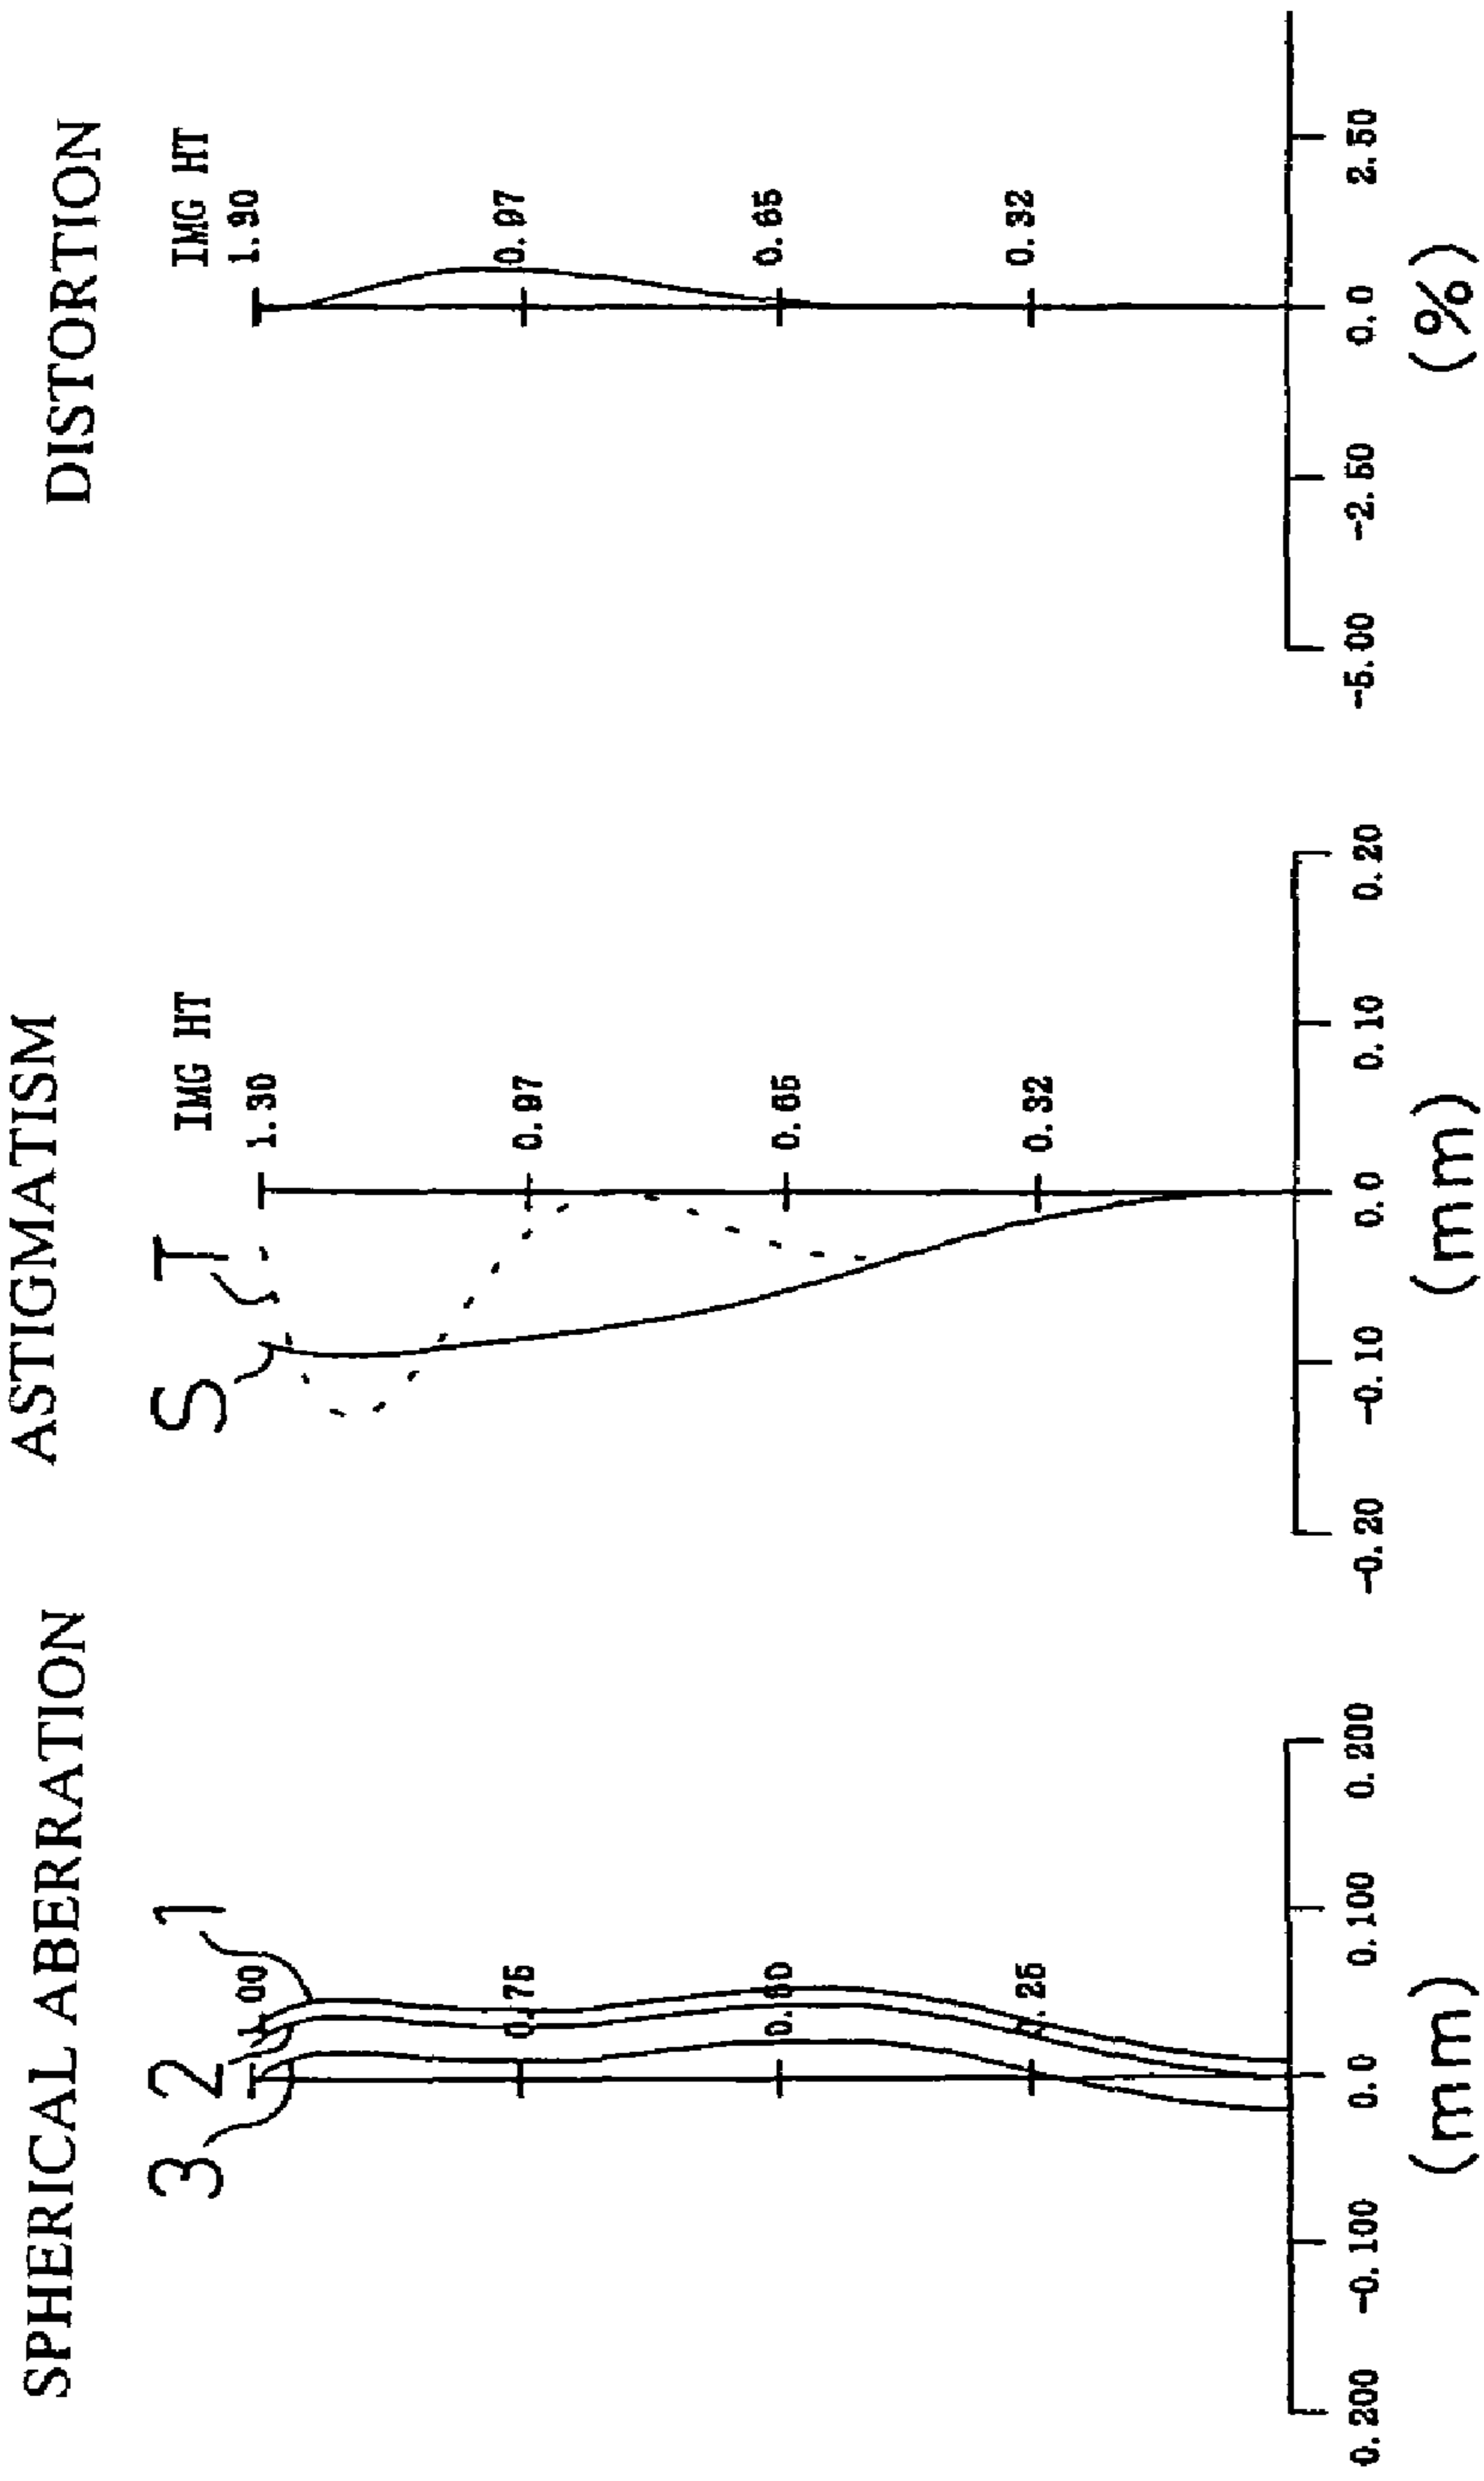 SPHERICAL ABERRATION
3 2 1
1.00
0.75
0.50
0.25
0.200 -0.100 0.0 0.100 0.200
(mm)
ASTIGMATISM
S T
IMG HT
1.30
0.97
0.65
0.32
-0.20 -0.10 0.0 0.10 0.20
(mm)
DISTORTION
IMG HT
1.30
0.97
0.65
0.32
-5.00 -2.50 0.0 2.50
(%)